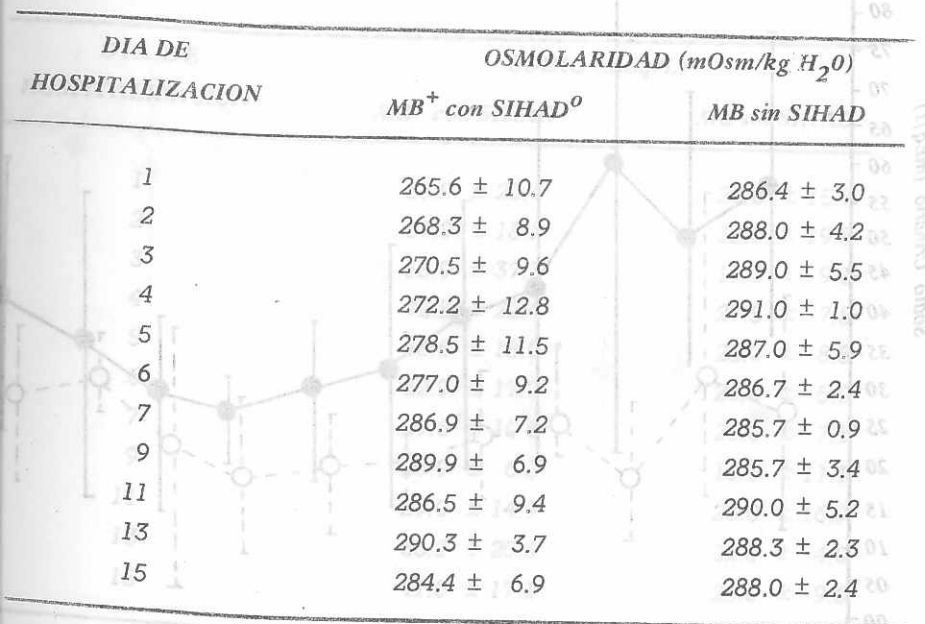 DIA DE HOSPITALIZACION OSMOLARIDAD (mOsm/kg H₂0)
MB⁺ con SIHADº MB sin SIHAD
1 265.6 ± 10.7 286.4 ± 3.0
2 268.3 ± 8.9 288.0 ± 4.2
3 270.5 ± 9.6 289.0 ± 5.5
4 272.2 ± 12.8 291.0 ± 1.0
5 278.5 ± 11.5 287.0 ± 5.9
6 277.0 ± 9.2 286.7 ± 2.4
7 286.9 ± 7.2 285.7 ± 0.9
9 289.9 ± 6.9 285.7 ± 3.4
11 286.5 ± 9.4 290.0 ± 5.2
13 290.3 ± 3.7 288.3 ± 2.3
15 284.4 ± 6.9 288.0 ± 2.4